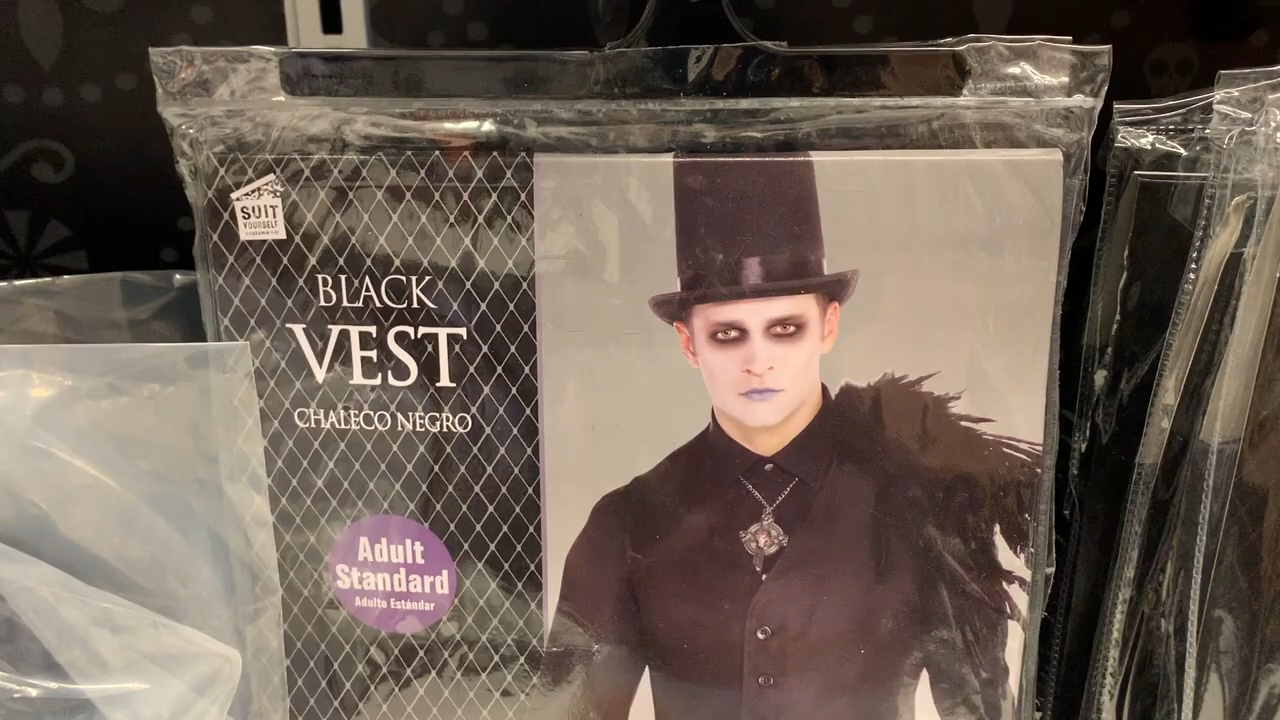 SUIT
YOURSELF
BLACK
VEST
CHALECO NEGRO
Adult
Standard
Adulto Estándar